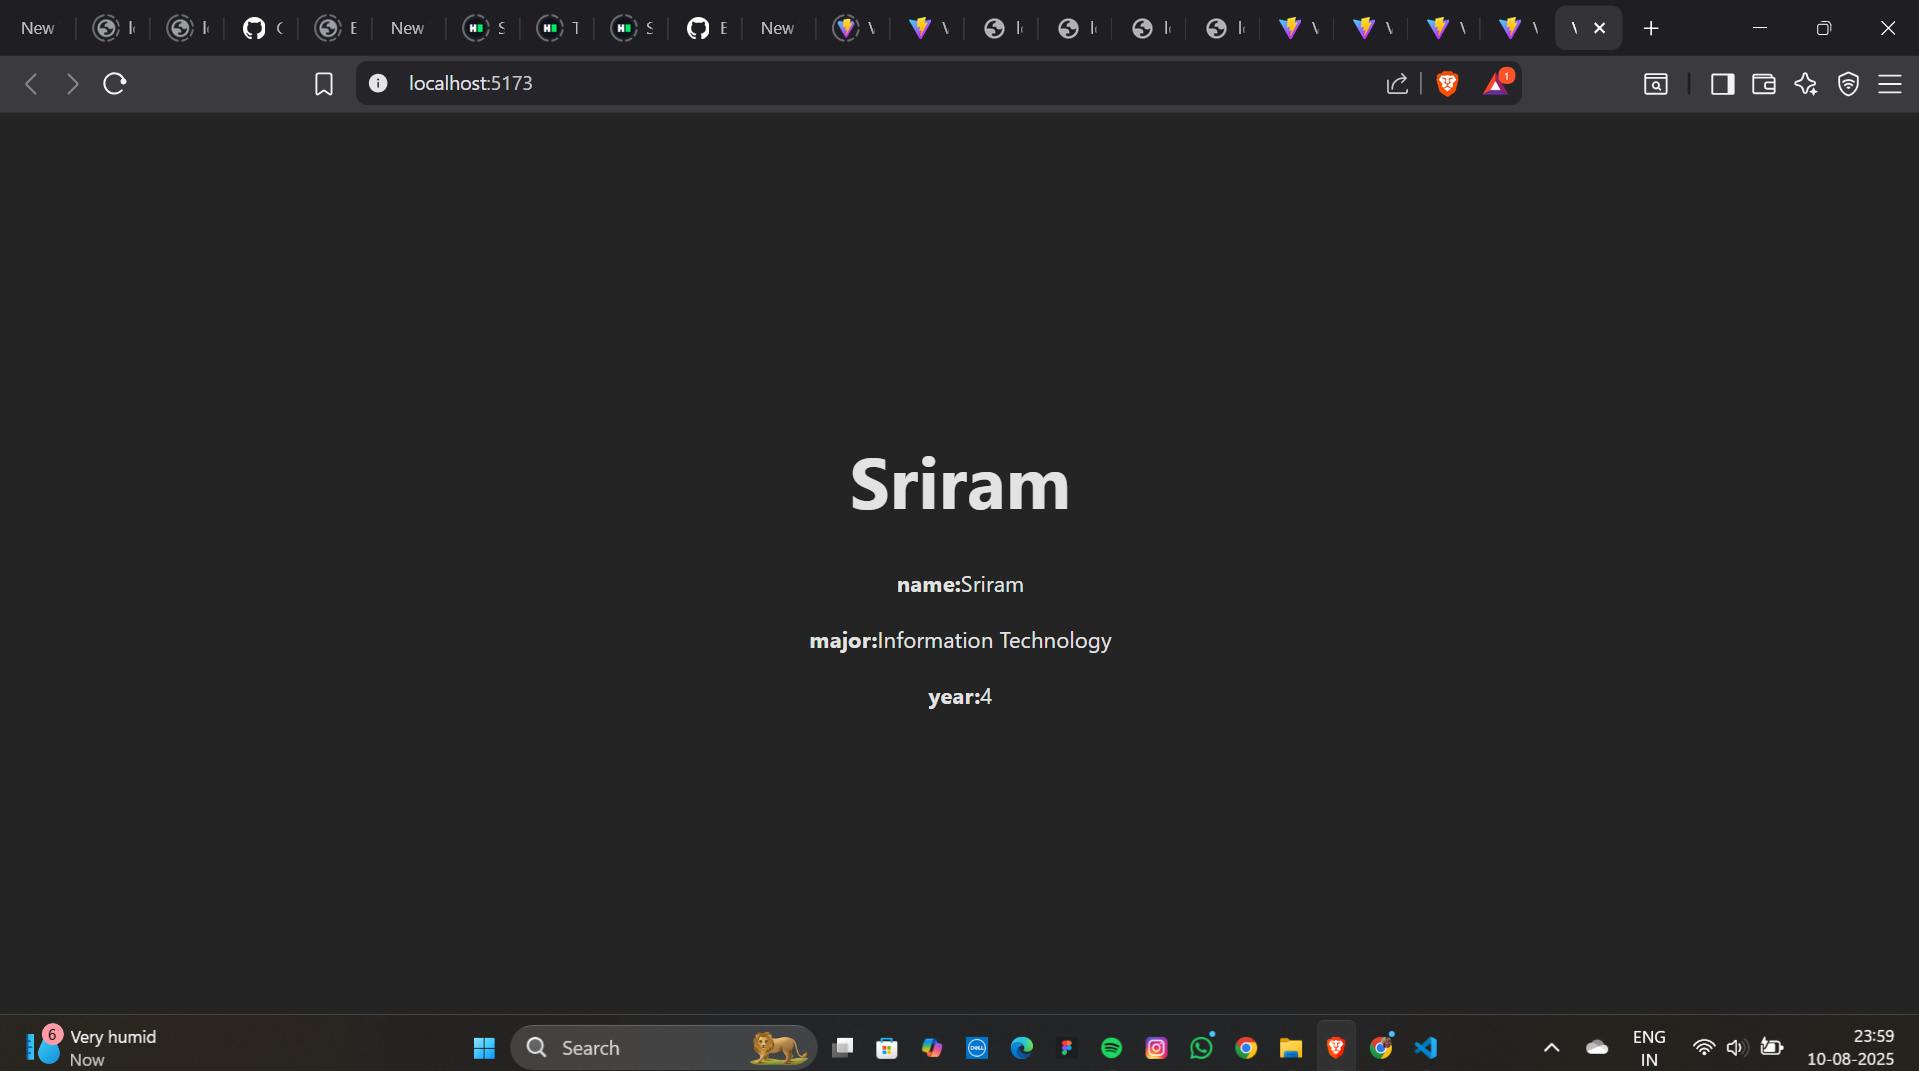 New
New
New
localhost:5173
1
Sriram
name:Sriram
major:Information Technology
year:4
6
Very humid
Now
Search
DELL
ENG
IN
23:59
10-08-2025